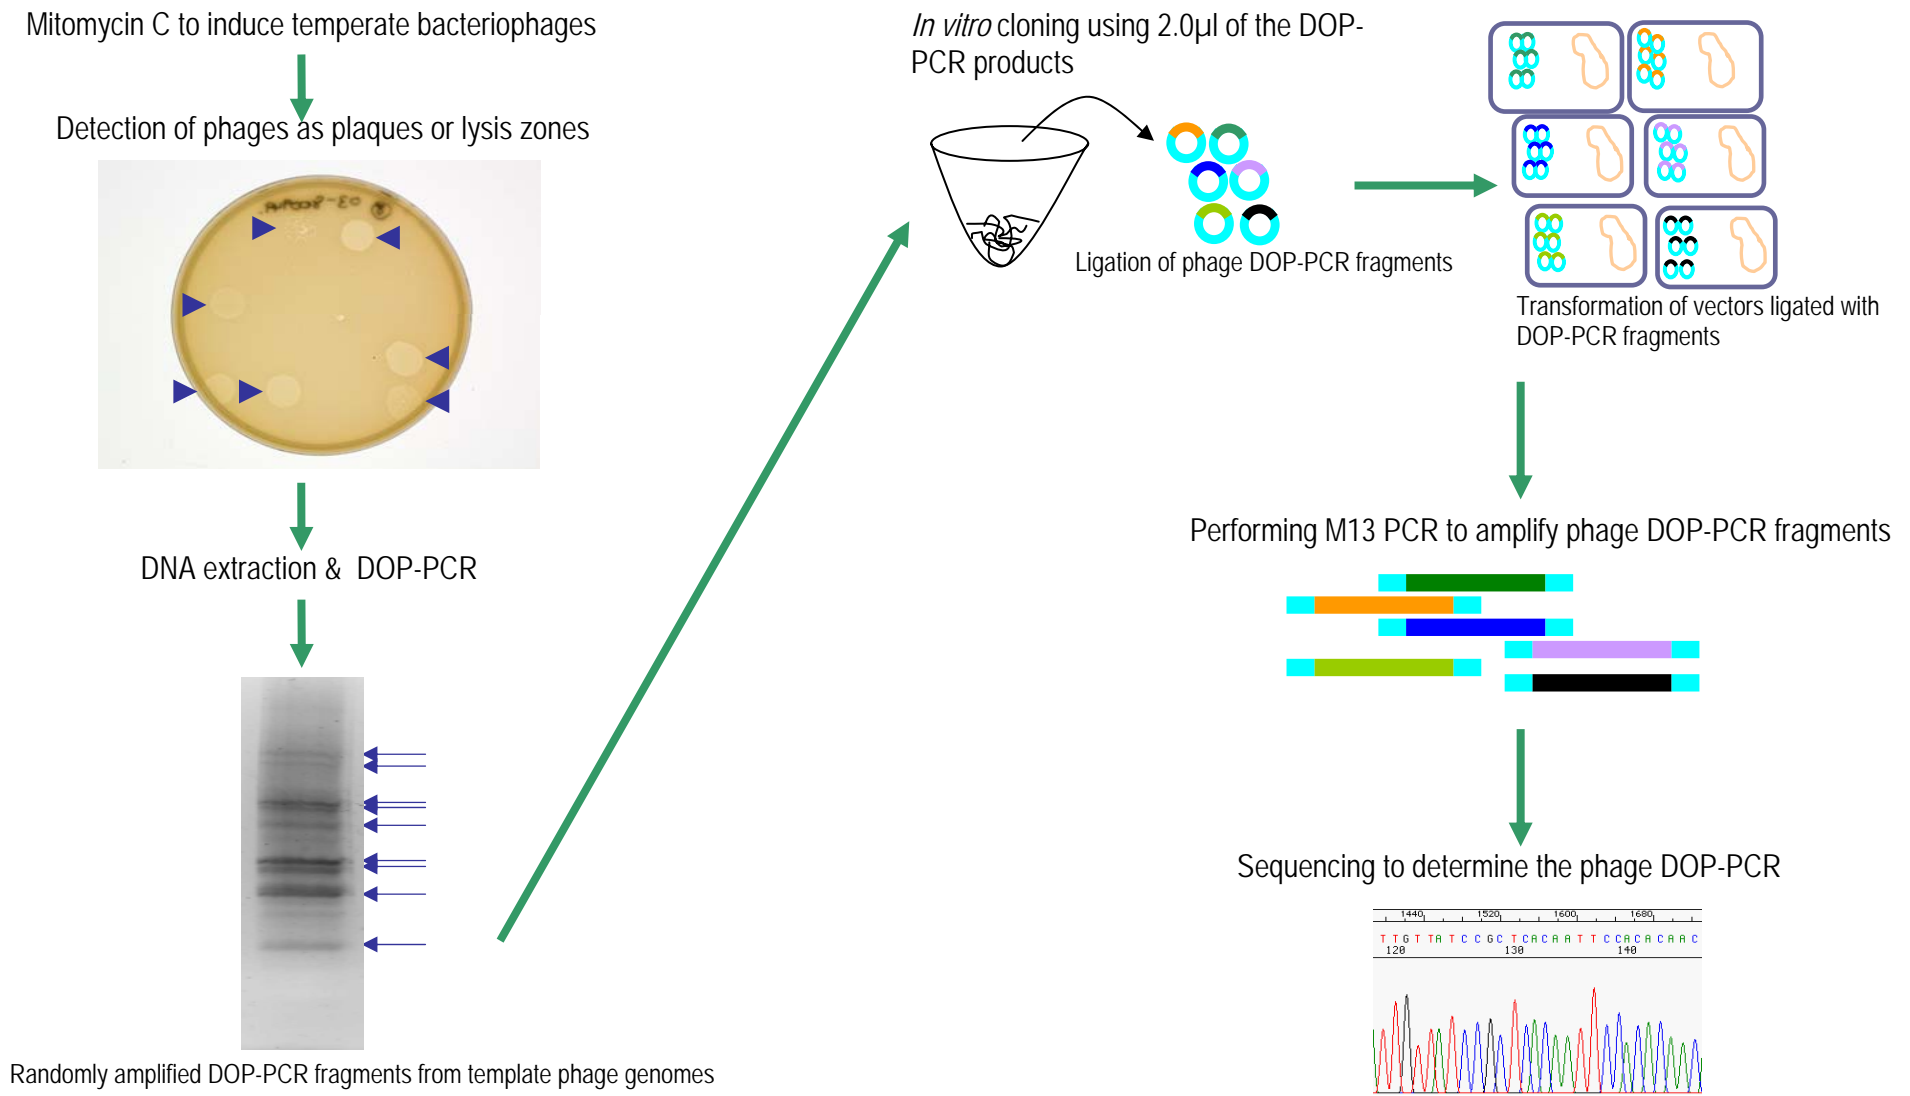 Mitomycin C to induce temperate bacteriophages
Detection of phages as plaques or lysis zones
DNA extraction & DOP-PCR
Randomly amplified DOP-PCR fragments from template phage genomes
In vitro cloning using 2.0µl of the DOP-
PCR products
Ligation of phage DOP-PCR fragments
Transformation of vectors ligated with
DOP-PCR fragments
Performing M13 PCR to amplify phage DOP-PCR fragments
Sequencing to determine the phage DOP-PCR
1440 1520 1600 1680
T T G T T A T C C G C T C A C A A T T C C A C A C A A C
120 130 140